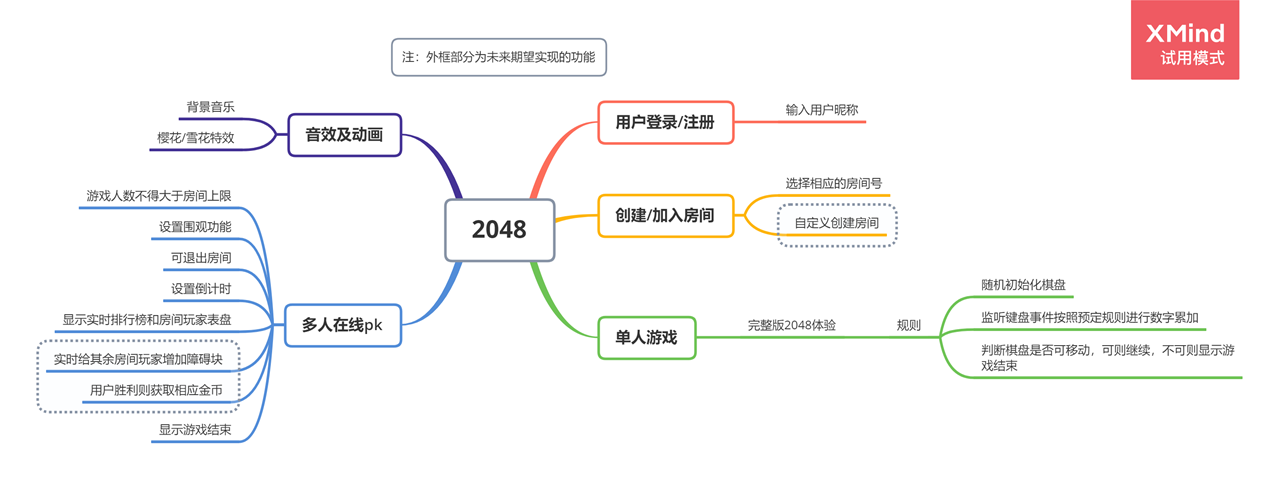 XMind
试用模式
注：外框部分为未来期望实现的功能
2048
用户登录/注册
输入用户昵称
创建/加入房间
选择相应的房间号
自定义创建房间
单人游戏
完整版2048体验
规则
随机初始化棋盘
监听键盘事件按照预定规则进行数字累加
判断棋盘是否可移动，可则继续，不可则显示游
戏结束
音效及动画
背景音乐
樱花/雪花特效
多人在线pk
游戏人数不得大于房间上限
设置围观功能
可退出房间
设置倒计时
显示实时排行榜和房间玩家表盘
实时给其余房间玩家增加障碍块
用户胜利则获取相应金币
显示游戏结束